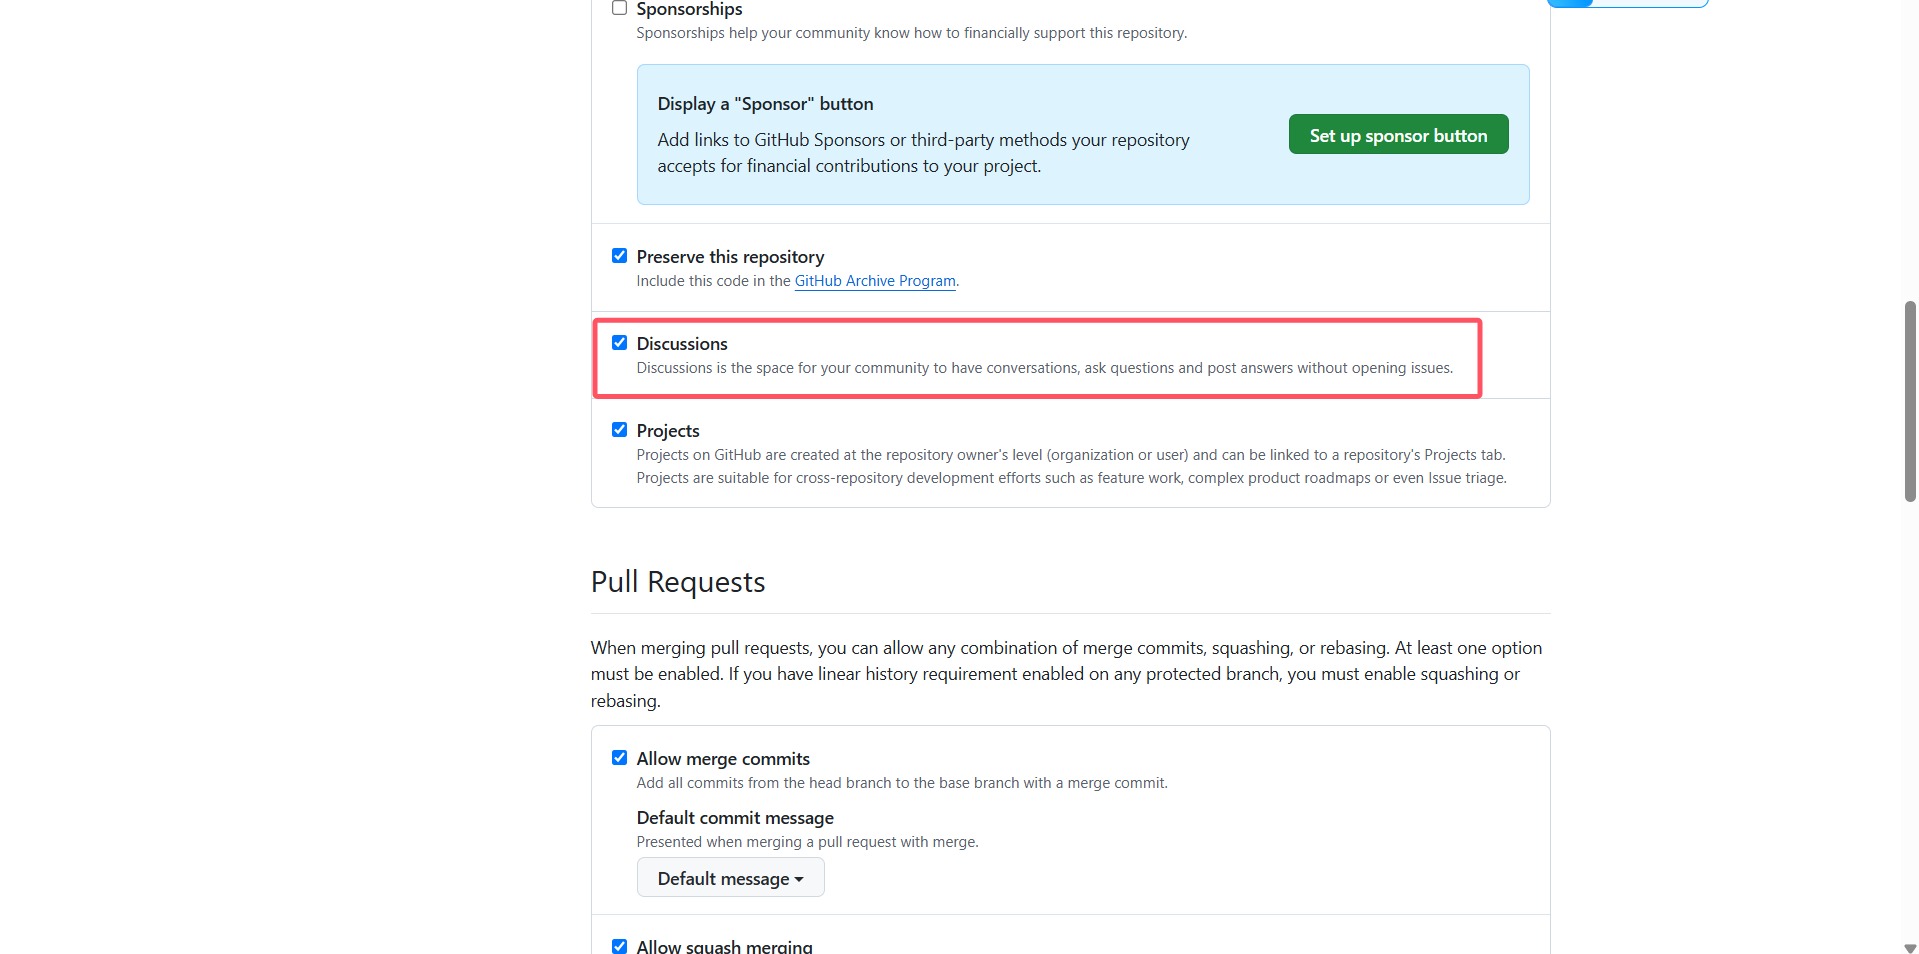 Sponsorships
Sponsorships help your community know how to financially support this repository.
Display a "Sponsor" button
Add links to GitHub Sponsors or third-party methods your repository
accepts for financial contributions to your project.
Set up sponsor button
Preserve this repository
Include this code in the GitHub Archive Program.
Discussions
Discussions is the space for your community to have conversations, ask questions and post answers without opening issues.
Projects
Projects on GitHub are created at the repository owner's level (organization or user) and can be linked to a repository's Projects tab.
Projects are suitable for cross-repository development efforts such as feature work, complex product roadmaps or even Issue triage.
Pull Requests
When merging pull requests, you can allow any combination of merge commits, squashing, or rebasing. At least one option
must be enabled. If you have linear history requirement enabled on any protected branch, you must enable squashing or
rebasing.
Allow merge commits
Add all commits from the head branch to the base branch with a merge commit.
Default commit message
Presented when merging a pull request with merge.
Default message
Allow squash merging